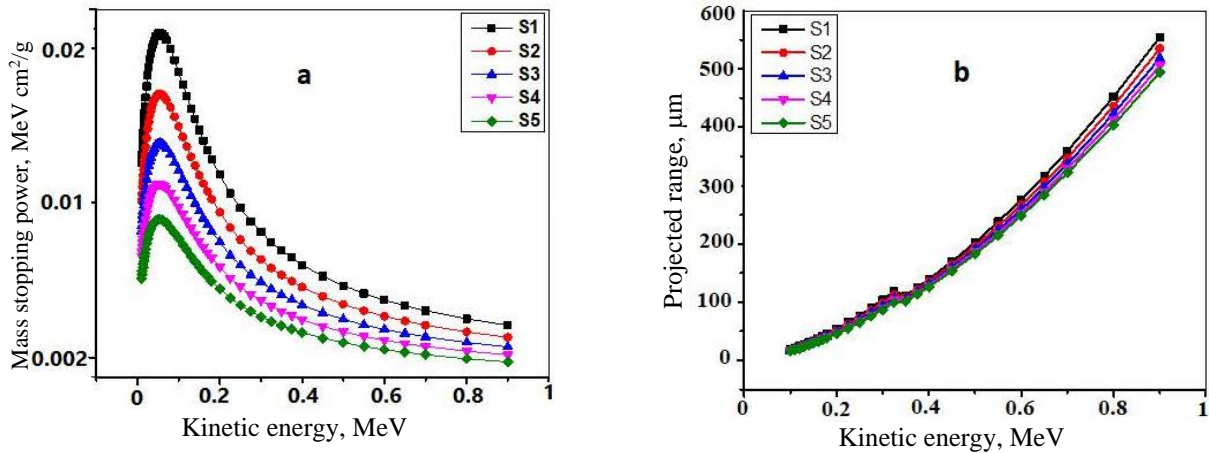 Mass stopping power, MeV cm²/g
0.02
0.01
0.002
a
S1
S2
S3
S4
S5
0 0.2 0.4 0.6 0.8 1
Kinetic energy, MeV
Projected range, µm
600
500
400
300
200
100
0
S1
S2
S3
S4
S5
b
0 0.2 0.4 0.6 0.8 1
Kinetic energy, MeV